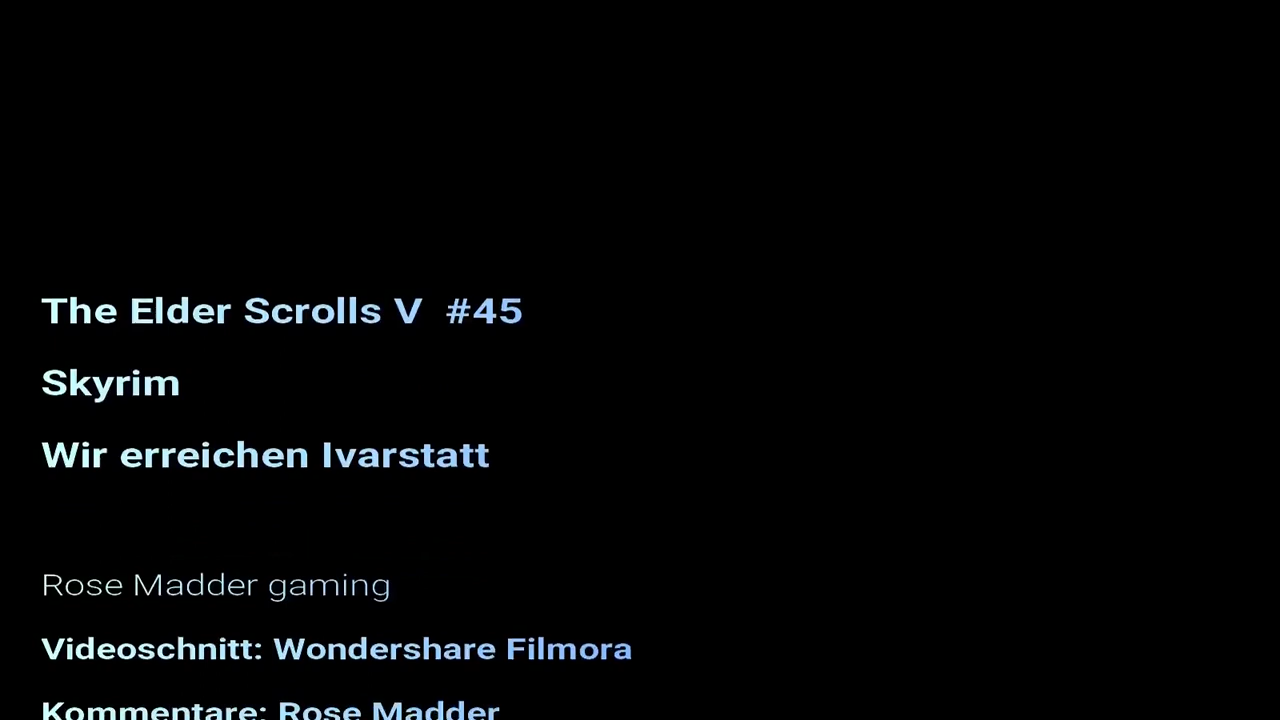 The Elder Scrolls V #45
Skyrim
Wir erreichen Ivarstatt
Rose Madder gaming
Videoschnitt: Wondershare Filmora
Kommentare: Rose Madder